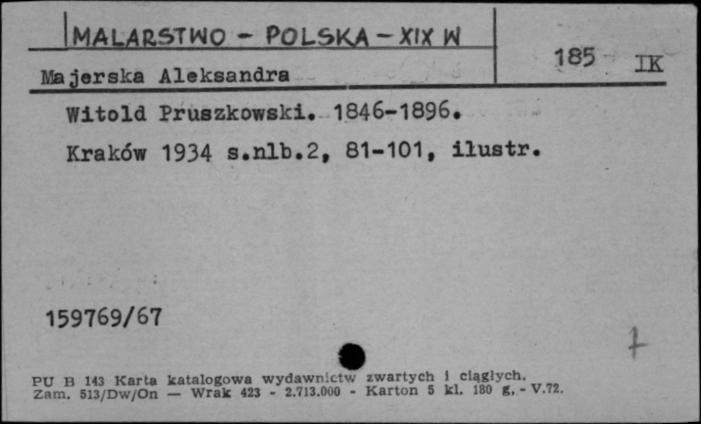 MALARSTWO - POLSKA - XIX W
185 IK
Majerska Aleksandra
Witold Pruszkowski. 1846-1896.
Kraków 1934 s.nlb.2, 81-101, ilustr.
159769/67
PU B 143 Karta katalogowa wydawnictw zwartych i ciągłych.
Zam. 513/Dw/On — Wrak 423 - 2.713.000 - Karton 5 kl. 180 g. - V.72.